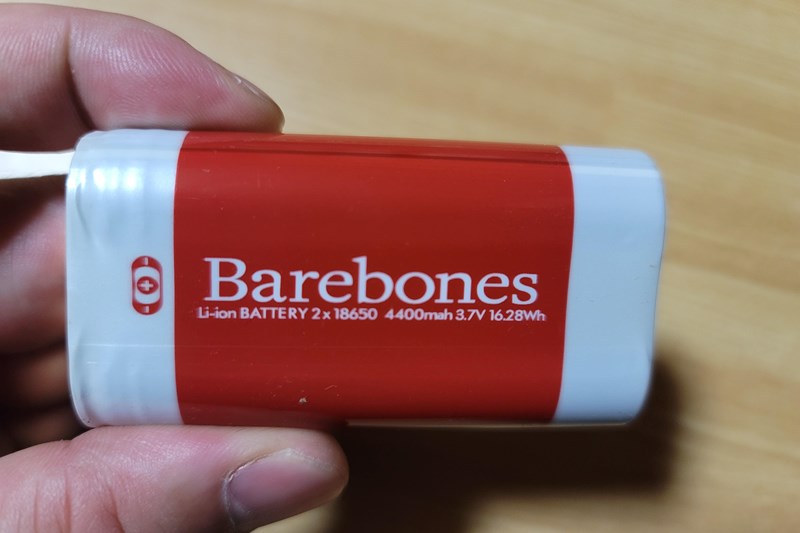 Barebones
Li-ion BATTERY 2 x 18650 4400mah 3.7V 16.28Wh